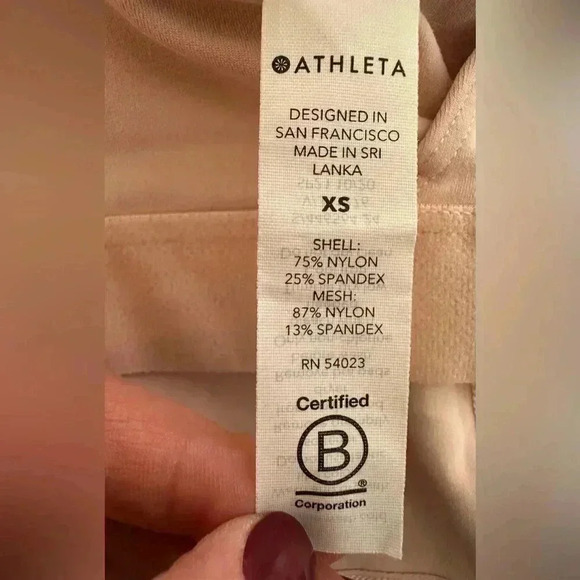 ATHLETA
DESIGNED IN
SAN FRANCISCO
MADE IN SRI
LANKA
XS
SHELL:
75% NYLON
25% SPANDEX
MESH:
87% NYLON
13% SPANDEX
RN 54023
Certified
B
®
Corporation